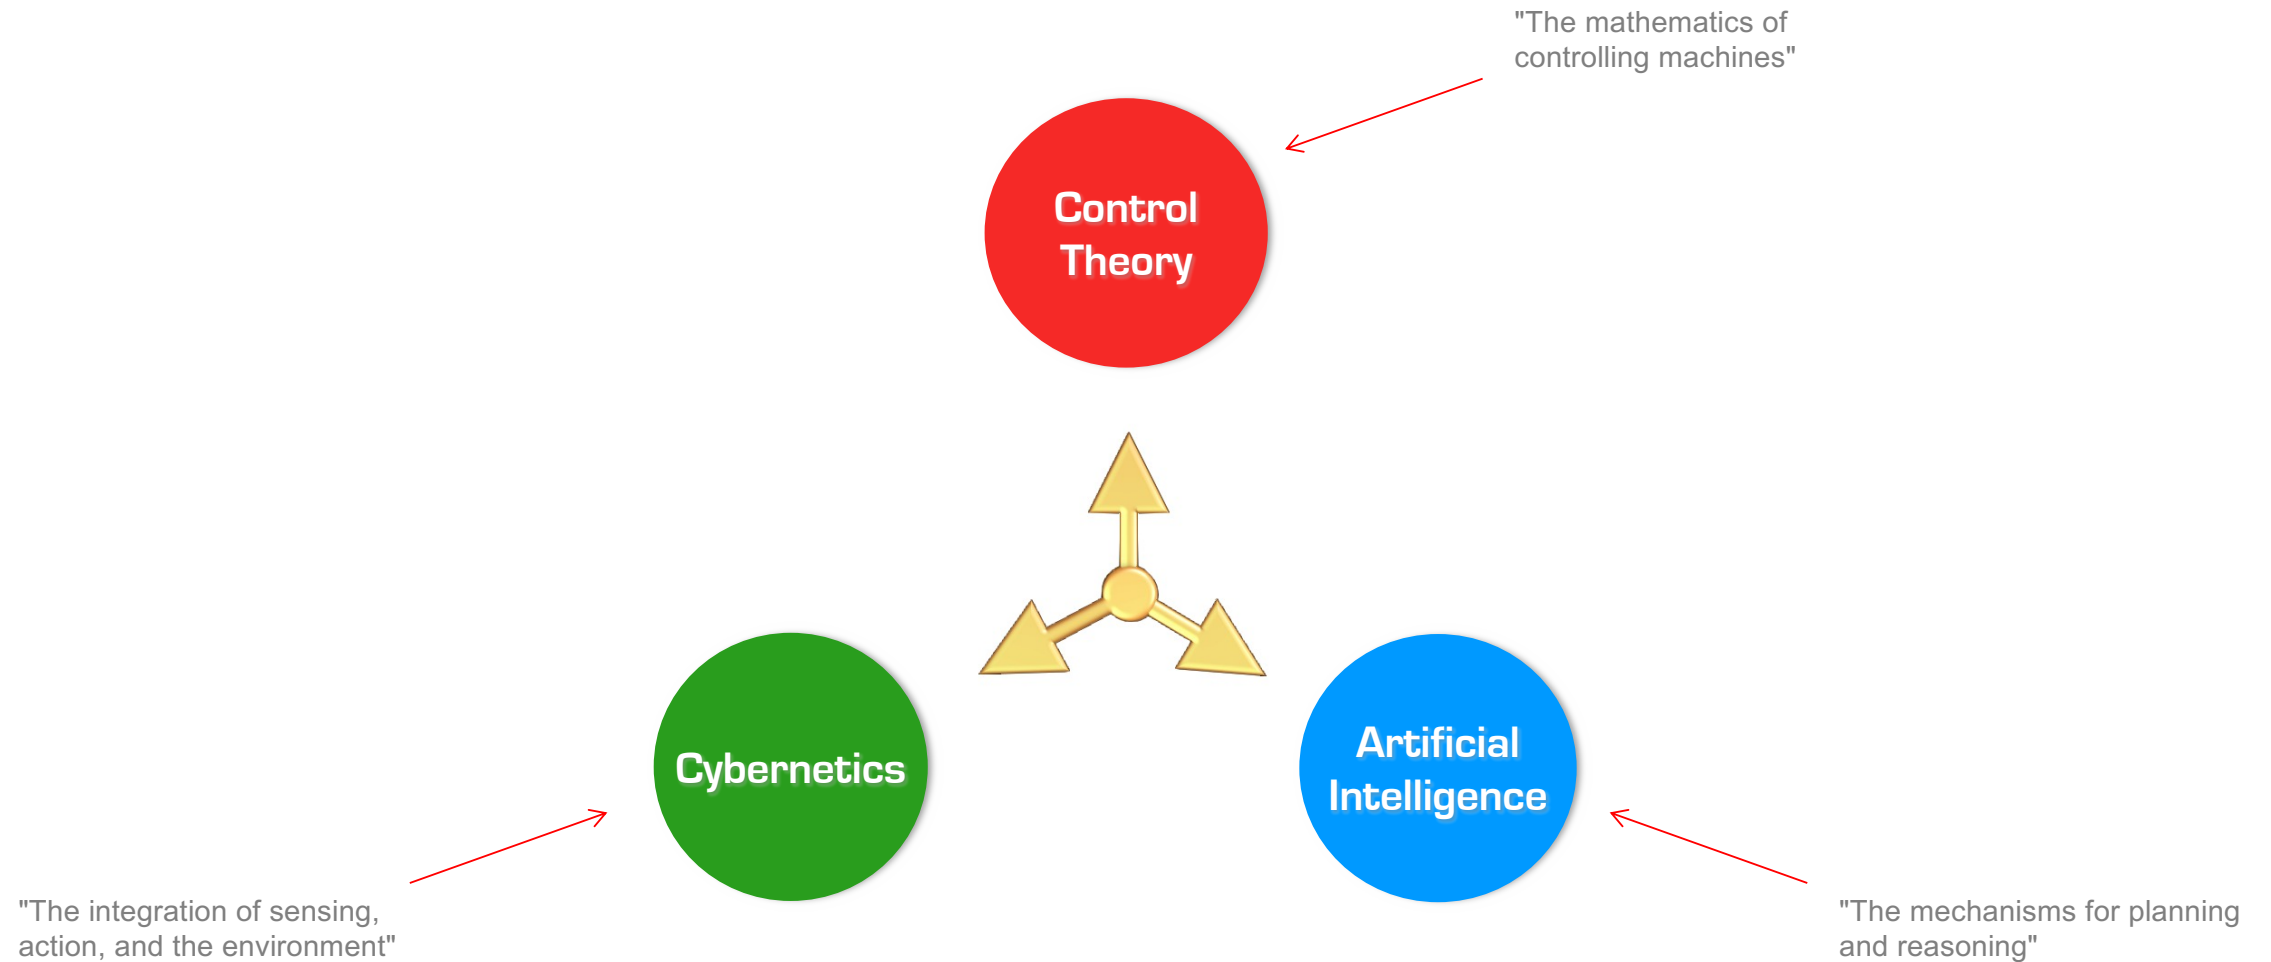 "The mathematics of
controlling machines"
Control
Theory
Cybernetics
Artificial
Intelligence
"The integration of sensing,
action, and the environment"
"The mechanisms for planning
and reasoning"